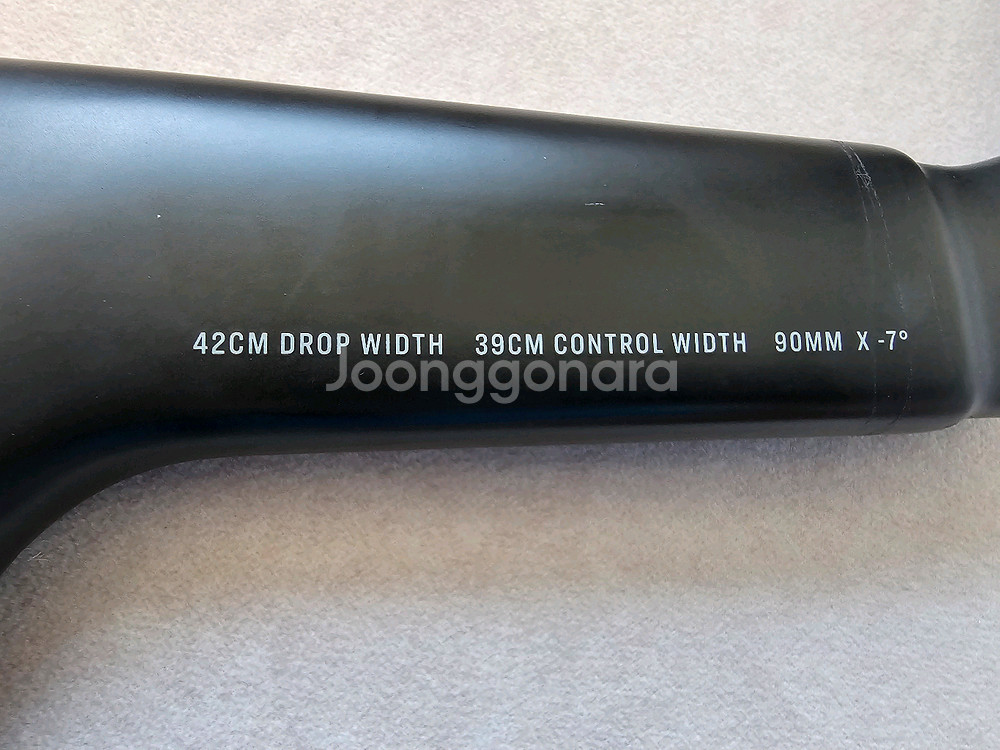 42CM DROP WIDTH 39CM CONTROL WIDTH 90MM X -7°
Joonggonara